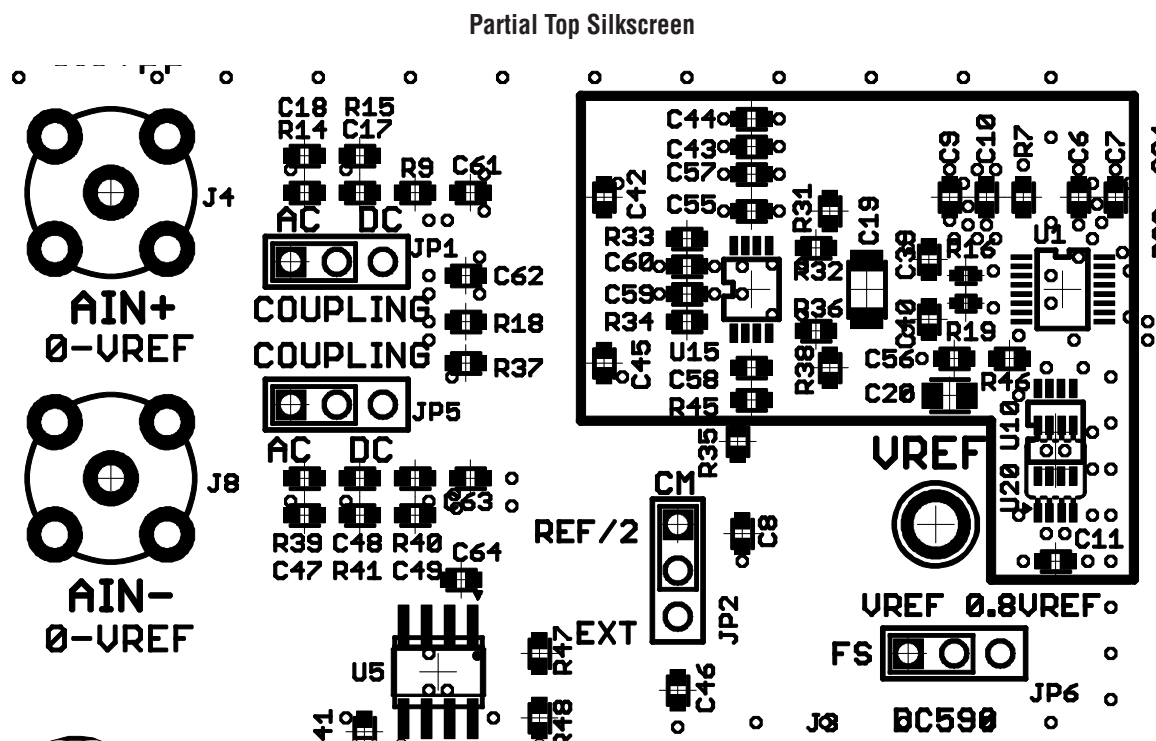 Partial Top Silkscreen
C18 R15
R14 C17
R9 C61
J4
AC DC
JP1
C62
AIN+
0-VREF
COUPLING
R18
COUPLING
R37
JP5
AC DC
J8
C63
R39 C48 R40
C47 R41 C49
C64
AIN-
0-VREF
U5
41
R47
R48
C44
C43
C57
C55
C42
R33
C60
C59
R34
C45
U15
C58
R45
R35
R31
R32
C19
R36
R38
C9
C10
R7
C6
C7
C39
R16
U1
C40
R19
C56
R46
C20
U10
U20
C11
VREF
CM
REF/2
C8
EXT
JP2
C46
VREF 0.8VREF
FS
JP6
J3
DC590